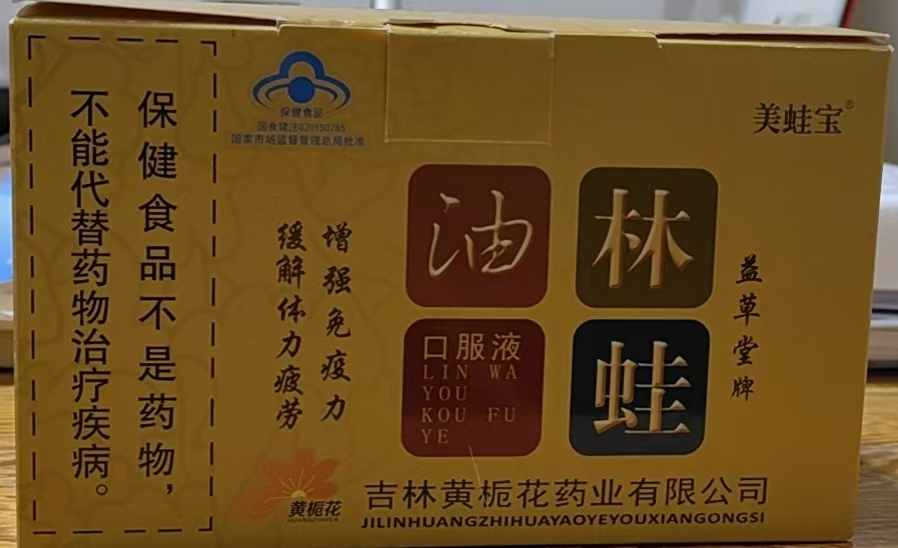 保健食品不是药物，
不能代替药物治疗疾病。
保健食品
国食健注G20150785
国家市场监督管理总局批准
美蛙宝®
益草堂牌
林蛙油
口服液
LIN WA
YOU
KOU FU
YE
增强免疫力
缓解体力疲劳
黄栀花
HUANGZHIHUA
吉林黄栀花药业有限公司
JILINHUANGZHIHUAYAOYEYOUXIANGONGSI